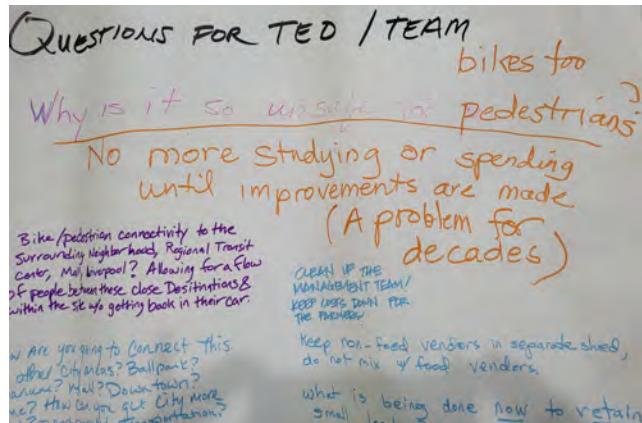 QUESTIONS FOR TED / TEAM
bikes too
Why is it so unsafe for pedestrians?
No more studying or spending
until improvements are made
(A problem for
decades)
Bike/pedestrian connectivity to the
Surrounding Neighborhood, Regional Transit
Center, Mall, Liverpool? Allowing for a flow
of people between these close Destinations &
within the site w/o getting back in their car.
CLEAN UP THE
MANAGEMENT TEAM/
KEEP COSTS DOWN FOR
THE FARMERS
Are you going to Connect this
other City areas? Ballpark?
Mall? Downtown?
How can you get City more
transportation?
Keep non-food vendors in separate shed,
do not mix w/ food vendors.
what is being done now to retain
small